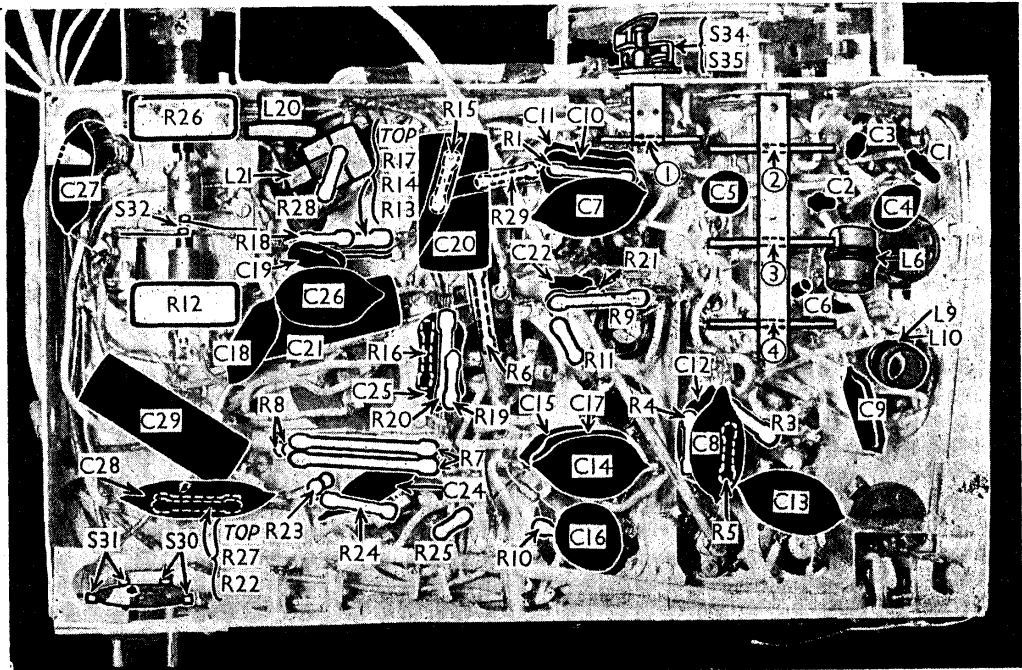 S34
S35
R26
L20
R15
C11
C10
C3
R1
TOP
R17
R14
R13
C1
L21
C27
1
2
C5
C2
R28
C7
C4
S32
R29
R18
C20
C19
C22
R21
L6
3
C26
R12
C6
R9
L9
C18
C21
R16
R6
R11
4
L10
C12
C25
R20
R19
C15
C17
R4
R3
C9
R8
C29
C8
R7
C14
C28
C24
C13
R23
R5
S31
S30
TOP
R27
R22
R24
R25
R10
C16